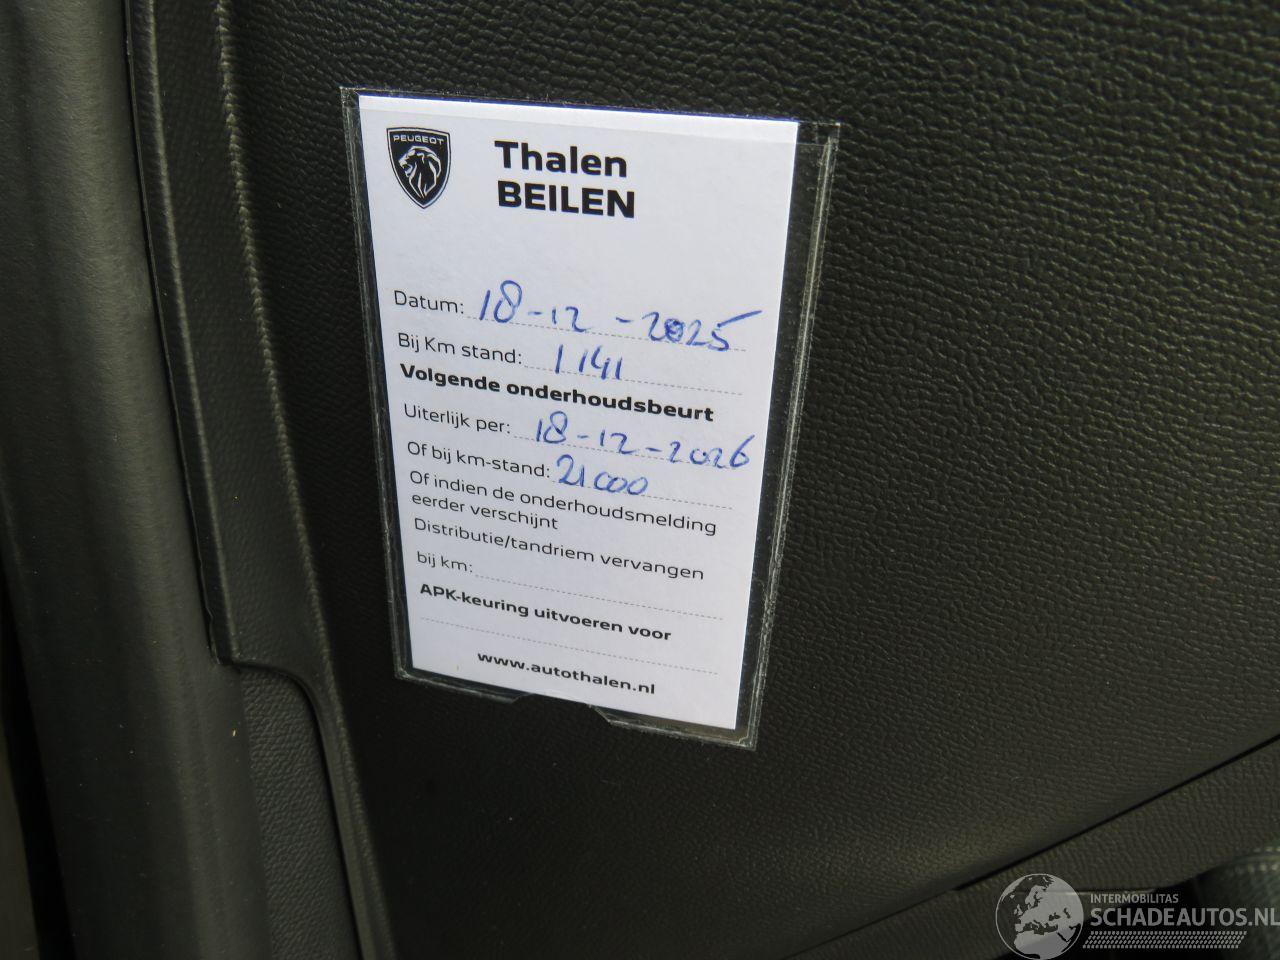 PEUGEOT
Thalen
BEILEN
Datum: 18-12-2025
Bij Km stand: 1141
Volgende onderhoudsbeurt
Uiterlijk per: 18-12-2026
Of bij km-stand: 21000
Of indien de onderhoudsmelding
eerder verschijnt
Distributie/tandriem vervangen
bij km:
APK-keuring uitvoeren voor
www.autothalen.nl
INTERMOBILITAS
SCHADEAUTOS.NL